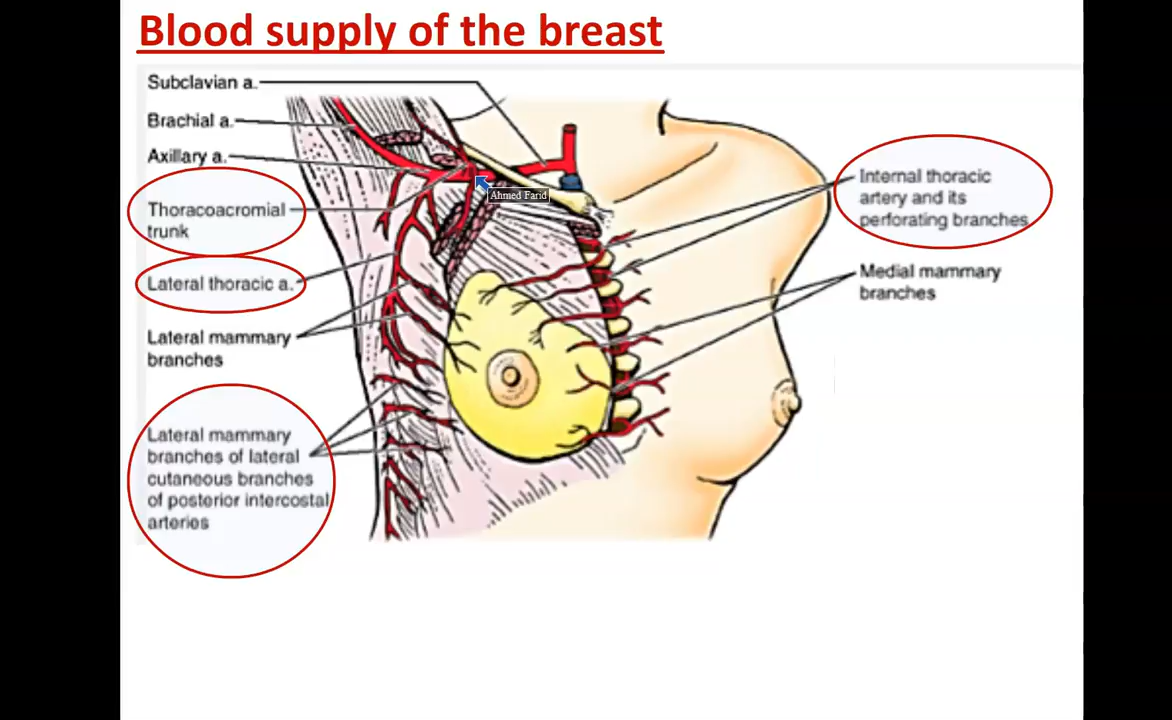 Blood supply of the breast
Subclavian a.
Brachial a.
Axillary a.
Thoracoacromial
trunk
Lateral thoracic a.
Lateral mammary
branches
Lateral mammary
branches of lateral
cutaneous branches
of posterior intercostal
arteries
Ahmed Farid
Internal thoracic
artery and its
perforating branches
Medial mammary
branches